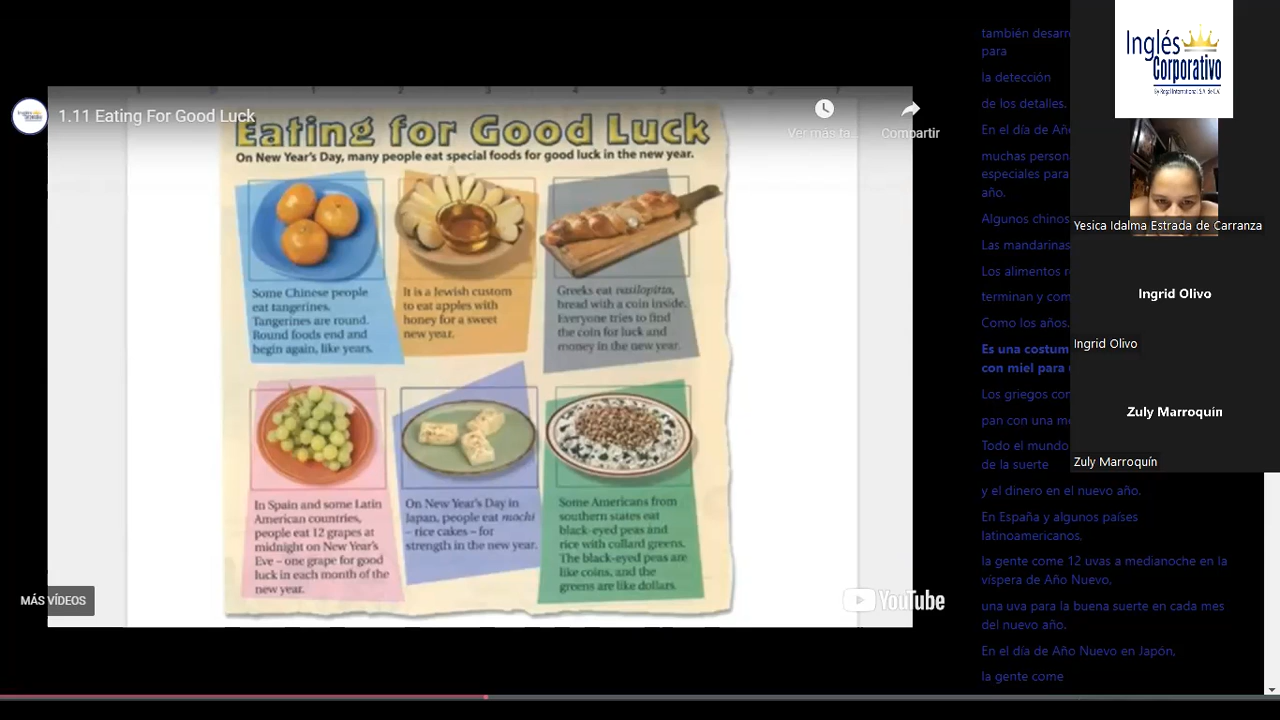 1.11 Eating For Good Luck
Ver más ta...
Compartir
Eating for Good Luck
On New Year's Day, many people eat special foods for good luck in the new year.
Some Chinese people
eat tangerines.
Tangerines are round.
Round foods end and
begin again, like years.
It is a Jewish custom
to eat apples with
honey for a sweet
new year.
Greeks eat vasilopitta,
bread with a coin inside.
Everyone tries to find
the coin for luck and
money in the new year.
In Spain and some Latin
American countries,
people eat 12 grapes at
midnight on New Year's
Eve – one grape for good
luck in each month of the
new year.
On New Year's Day in
Japan, people eat mochi
– rice cakes – for
strength in the new year.
Some Americans from
southern states eat
black-eyed peas and
rice with collard greens.
The black-eyed peas are
like coins, and the
greens are like dollars.
MÁS VÍDEOS
YouTube
también desarr
para
la detección
de los detalles.
En el día de Añ
muchas person
especiales para
año.
Algunos chinos
Las mandarinas
Los alimentos r
terminan y com
Como los años.
Es una costum
con miel para
Los griegos co
pan con una m
Todo el mundo
de la suerte
y el dinero en el nuevo año.
En España y algunos países
latinoamericanos,
la gente come 12 uvas a medianoche en la
víspera de Año Nuevo,
una uva para la buena suerte en cada mes
del nuevo año.
En el día de Año Nuevo en Japón,
la gente come
Inglés
Corporativo
Yesica Idalma Estrada de Carranza
Ingrid Olivo
Ingrid Olivo
Zuly Marroquín
Zuly Marroquín